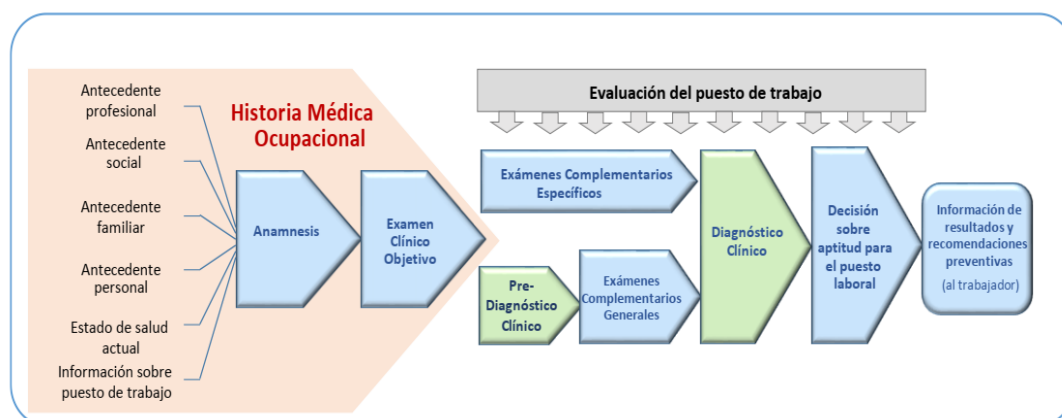 Antecedente
profesional
Antecedente
social
Antecedente
familiar
Antecedente
personal
Estado de salud
actual
Información sobre
puesto de trabajo
Historia Médica
Ocupacional
Anamnesis
Examen
Clínico
Objetivo
Evaluación del puesto de trabajo
Exámenes Complementarios
Específicos
Pre-
Diagnóstico
Clínico
Exámenes
Complementarios
Generales
Diagnóstico
Clínico
Decisión
sobre
aptitud para
el puesto
laboral
Información de
resultados y
recomendaciones
preventivas
(al trabajador)